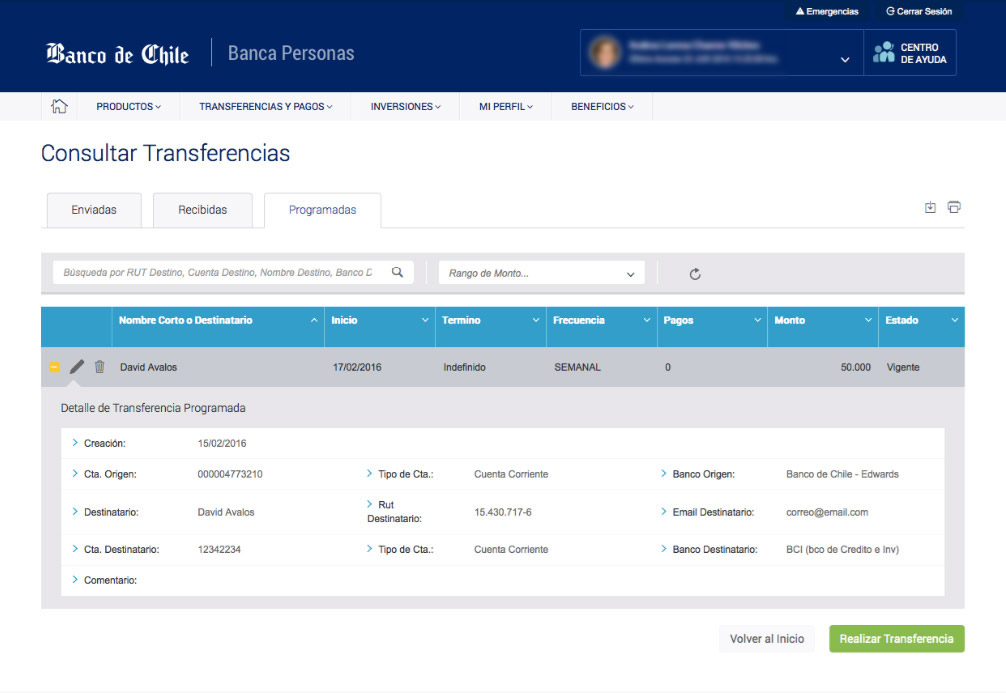 Emergencias
Cerrar Sesión
Banco de Chile
Banca Personas
CENTRO
DE AYUDA
PRODUCTOS
TRANSFERENCIAS Y PAGOS
INVERSIONES
MI PERFIL
BENEFICIOS
Consultar Transferencias
Enviadas
Recibidas
Programadas
Búsqueda por RUT Destino, Cuenta Destino, Nombre Destino, Banco D
Rango de Monto...
Nombre Corto o Destinatario
Inicio
Termino
Frecuencia
Pagos
Monto
Estado
David Avalos
17/02/2016
Indefinido
SEMANAL
0
50.000
Vigente
Detalle de Transferencia Programada
Creación:
15/02/2016
Cta. Origen:
000004773210
Tipo de Cta.:
Cuenta Corriente
Banco Origen:
Banco de Chile - Edwards
Destinatario:
David Avalos
Rut
Destinatario:
15.430.717-6
Email Destinatario:
correo@email.com
Cta. Destinatario:
12342234
Tipo de Cta.:
Cuenta Corriente
Banco Destinatario:
BCI (bco de Credito e Inv)
Comentario:
Volver al Inicio
Realizar Transferencia